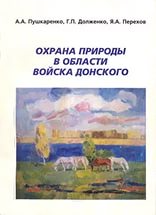 А.А. Пушкаренко, Г.П. Долженко, Я.А. Перехов
ОХРАНА ПРИРОДЫ
В ОБЛАСТИ
ВОЙСКА ДОНСКОГО